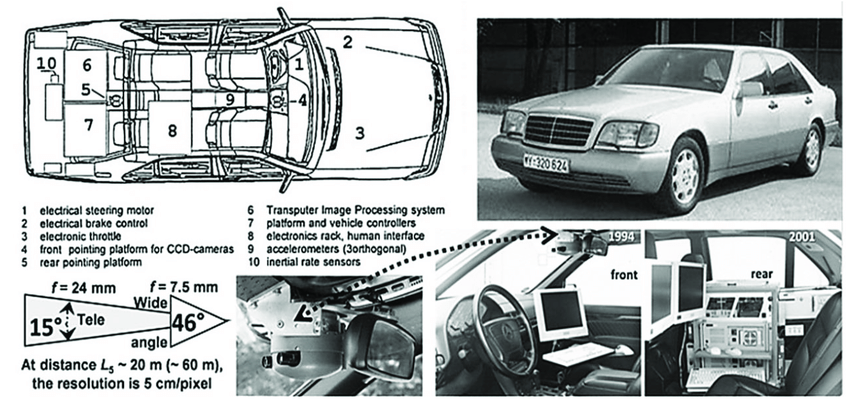 10
6
5
7
8
9
1
4
2
3
1 electrical steering motor
2 electrical brake control
3 electronic throttle
4 front pointing platform for CCD-cameras
5 rear pointing platform
6 Transputer Image Processing system
7 platform and vehicle controllers
8 electronics rack, human interface
9 accelerometers (3orthogonal)
10 inertial rate sensors
f = 24 mm f = 7.5 mm
Wide
15° Tele 46°
angle
At distance L5 ~ 20 m (~ 60 m),
the resolution is 5 cm/pixel
1994
front
2001
rear